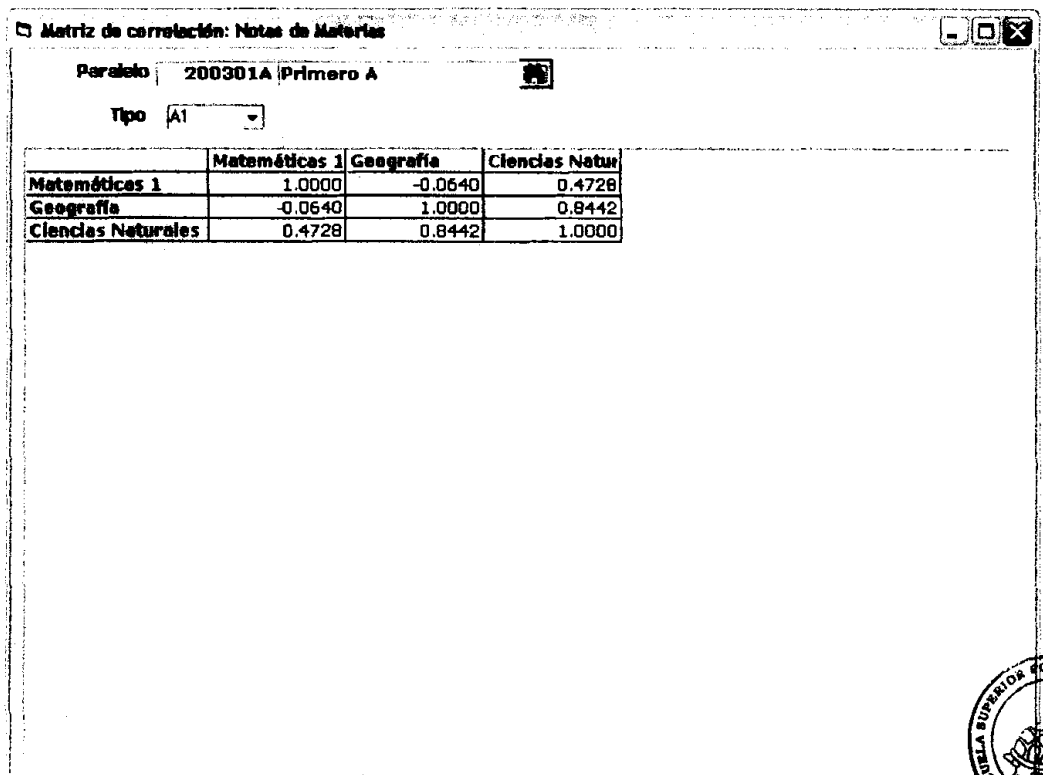 Matriz de correlación: Notas de Materias
Paralelo 200301A Primero A
Tipo A1
Matemáticas 1 Geografía Ciencias Natur
Matemáticas 1 1.0000 -0.0640 0.4728
Geografía -0.0640 1.0000 0.8442
Ciencias Naturales 0.4728 0.8442 1.0000
SUPERIOR